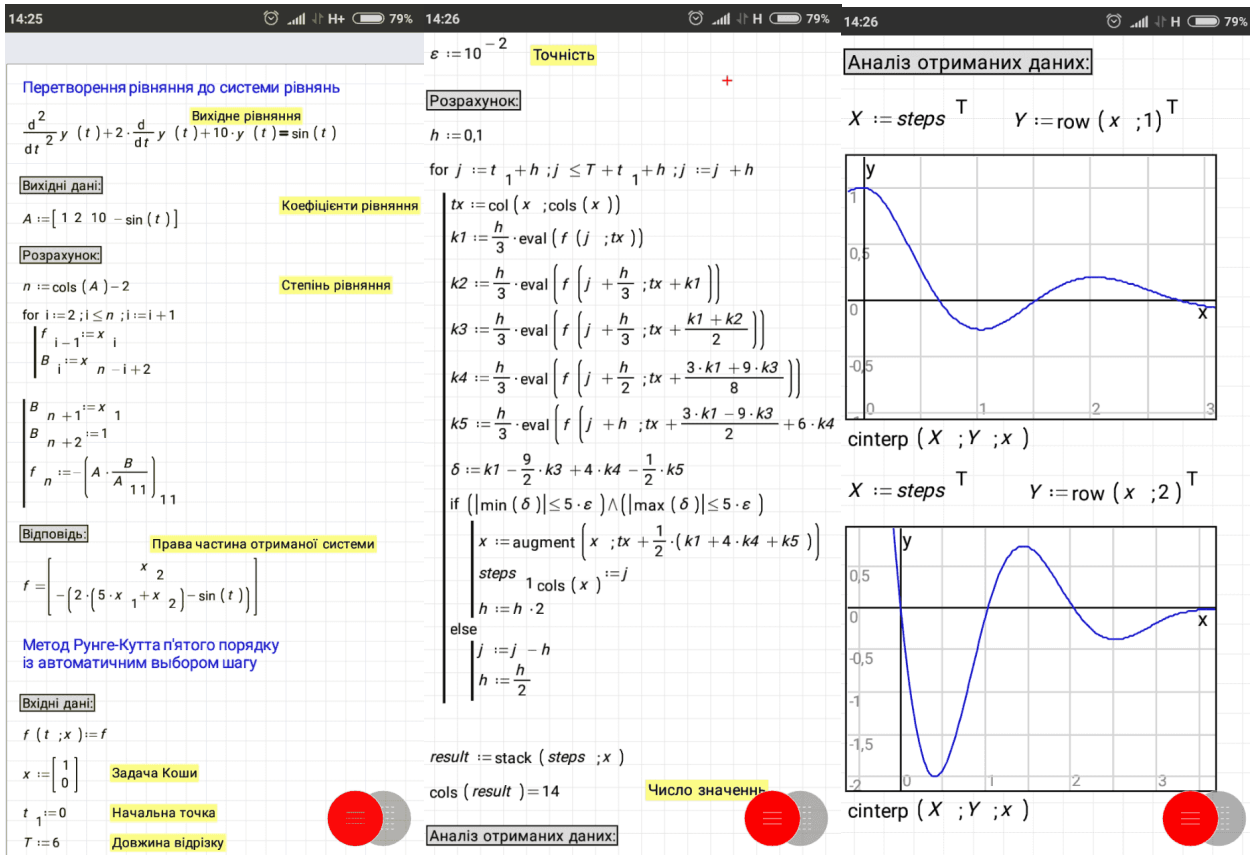 14:25 H+ 79%
Перетворення рівняння до системи рівнянь
Вихідне рівняння
d²/dt² y (t)+2·d/dt y (t)+10·y (t)=sin(t)
Вихідні дані:
Коефіцієнти рівняння
A:=[1 2 10 −sin(t)]
Розрахунок:
n:=cols(A)−2 Степінь рівняння
for i:=2;i≤n;i:=i+1
f i−1:=x i
B i:=x n−i+2
B n+1:=x 1
B n+2:=1
f n:=−(A·B/A 11) 11
Відповідь:
Права частина отриманої системи
f=[x 2
−(2·(5·x 1+x 2)−sin(t))]
Метод Рунге-Кутта п'ятого порядку
із автоматичним выбором шагу
Вхідні дані:
f(t;x):=f
x:=[1
0] Задача Коши
t 1:=0 Начальна точка
T:=6 Довжина відрізку
14:26 H 79%
ε:=10⁻² Точність
Розрахунок:
h:=0,1
for j:=t 1+h;j≤T+t 1+h;j:=j+h
tx:=col(x;cols(x))
k1:=h/3·eval(f(j;tx))
k2:=h/3·eval(f(j+h/3;tx+k1))
k3:=h/3·eval(f(j+h/3;tx+(k1+k2)/2))
k4:=h/3·eval(f(j+h/2;tx+(3·k1+9·k3)/8))
k5:=h/3·eval(f(j+h;tx+(3·k1−9·k3)/2+6·k4
δ:=k1−9/2·k3+4·k4−1/2·k5
if (|min(δ)|≤5·ε)∧(|max(δ)|≤5·ε)
x:=augment(x;tx+1/2·(k1+4·k4+k5))
steps 1 cols(x):=j
h:=h·2
else
j:=j−h
h:=h/2
result:=stack(steps;x)
cols(result)=14 Число значеннь
Аналіз отриманих даних:
14:26 H 79%
Аналіз отриманих даних:
X:=steps T Y:=row(x;1) T
y
1
0,5
0
x
-0,5
0 1 2 3
cinterp(X;Y;x)
X:=steps T Y:=row(x;2) T
y
0,5
0
x
-0,5
-1
-1,5
0 1 2 3
-2
cinterp(X;Y;x)